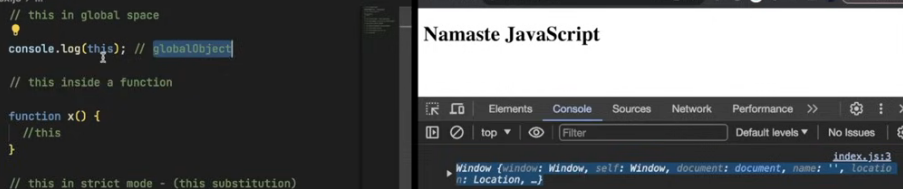 // this in global space
console.log(this); // globalObject
// this inside a function
function x() {
//this
}
// this in strict mode - (this substitution)
Namaste JavaScript
Elements Console Sources Network Performance
top Filter Default levels No Issues
index.js:3
Window {window: Window, self: Window, document: document, name: '', locatio
n: Location, …}